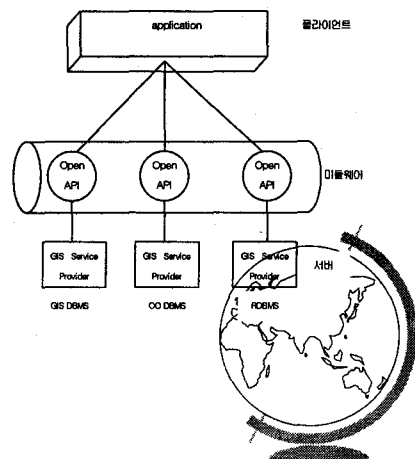 application
클라이언트
Open
API
Open
API
Open
API
미들웨어
GIS Service
Provider
GIS Service
Provider
GIS Service
Provider
서버
GIS DBMS
OO DBMS
RDBMS